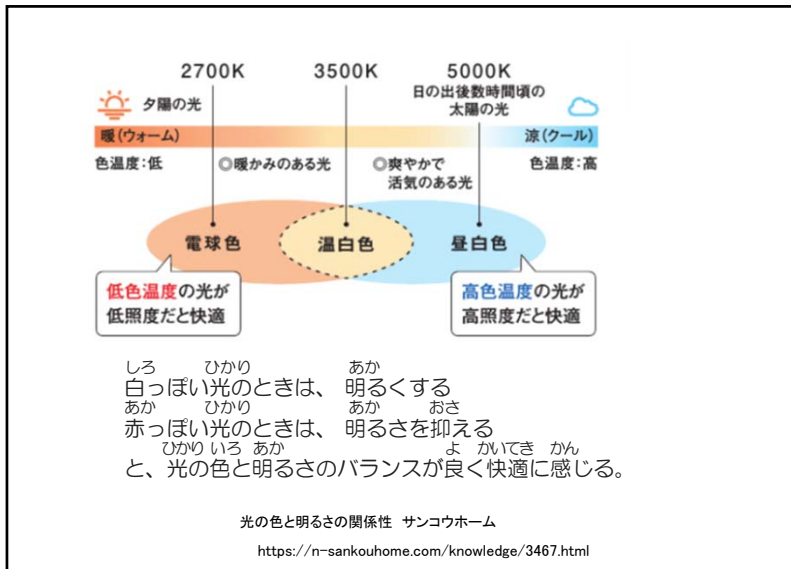 2700K 3500K 5000K
夕陽の光 日の出後数時間頃の
太陽の光
暖(ウォーム) 涼(クール)
色温度:低 ◎暖かみのある光 ◎爽やかで 色温度:高
活気のある光
電球色 温白色 昼白色
低色温度の光が
低照度だと快適
高色温度の光が
高照度だと快適
しろ ひかり あか
白っぽい光のときは、明るくする
あか ひかり あか おさ
赤っぽい光のときは、明るさを抑える
ひかり いろ あか よ かいてき かん
と、光の色と明るさのバランスが良く快適に感じる。
光の色と明るさの関係性 サンコウホーム
https://n-sankouhome.com/knowledge/3467.html